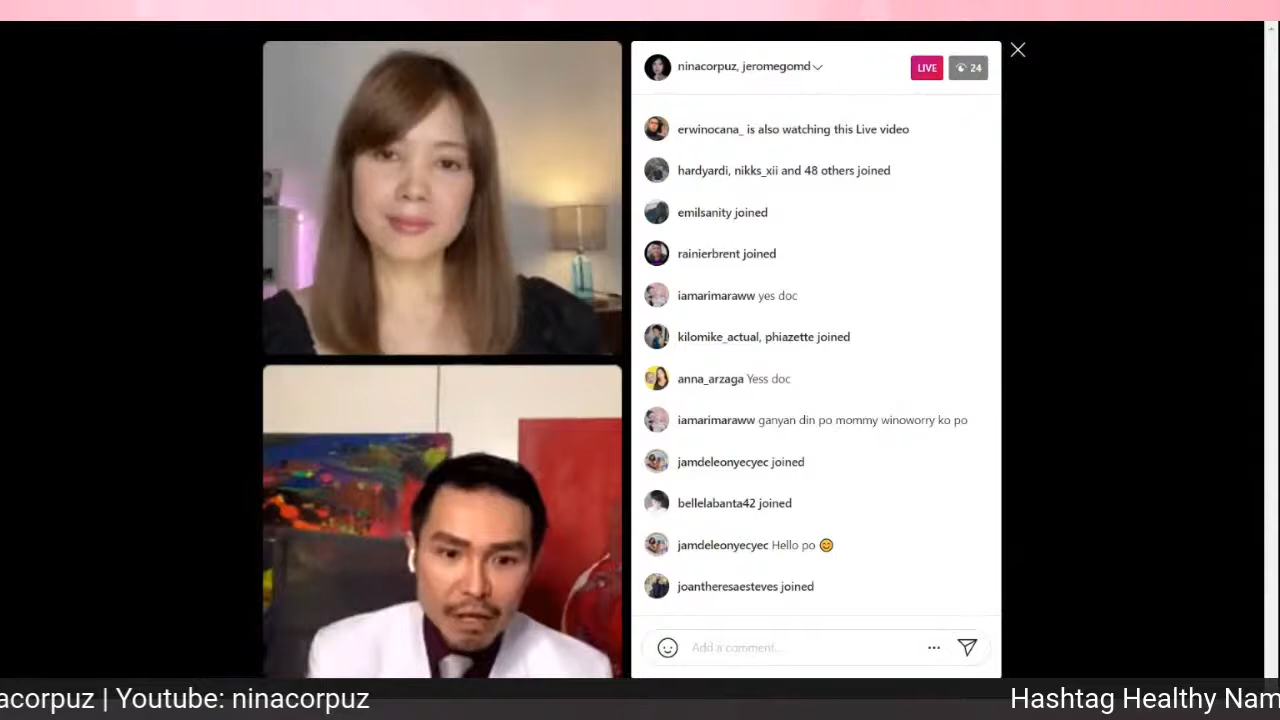 ninacorpuz, jeromegomd
LIVE
24
erwinocana_ is also watching this Live video
hardyardi, nikks_xii and 48 others joined
emilsanity joined
rainierbrent joined
iamarimaraww yes doc
kilomike_actual, phiazette joined
anna_arzaga Yess doc
iamarimaraww ganyan din po mommy winoworry ko po
jamdeleonyecyec joined
bellelabanta42 joined
jamdeleonyecyec Hello po 😊
joantheresaesteves joined
Add a comment...
acorpuz | Youtube: ninacorpuz
Hashtag Healthy Nam